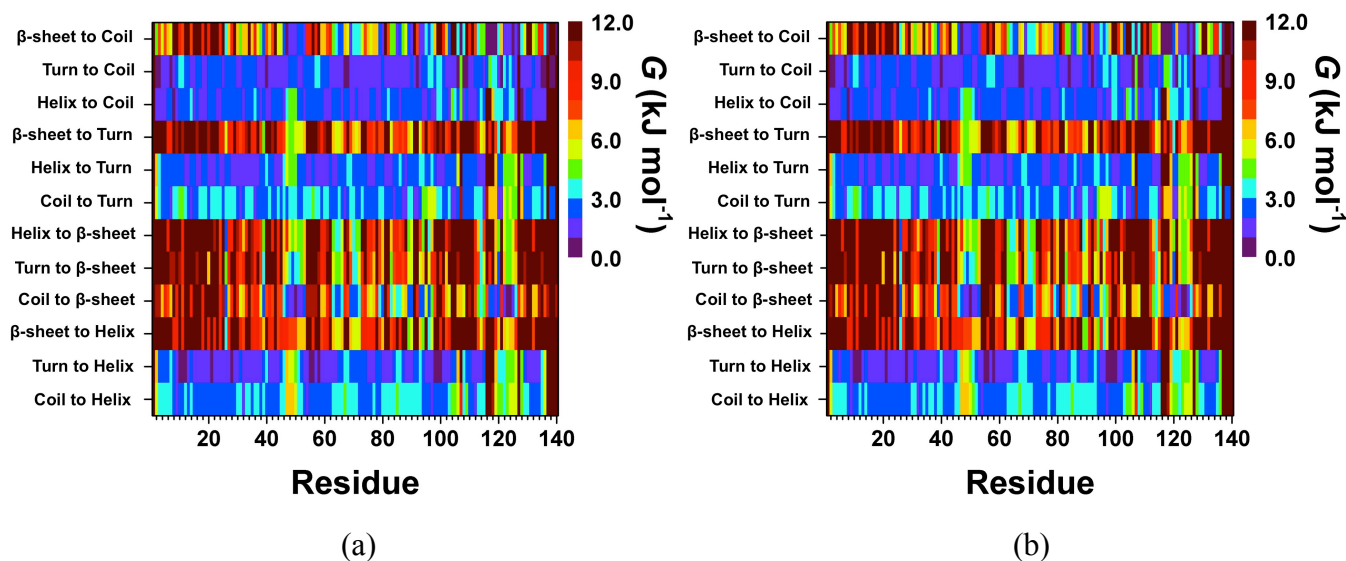 β-sheet to Coil
Turn to Coil
Helix to Coil
β-sheet to Turn
Helix to Turn
Coil to Turn
Helix to β-sheet
Turn to β-sheet
Coil to β-sheet
β-sheet to Helix
Turn to Helix
Coil to Helix
20 40 60 80 100 120 140
Residue
12.0
9.0
6.0
3.0
0.0
G (kJ mol⁻¹)
(a)
β-sheet to Coil
Turn to Coil
Helix to Coil
β-sheet to Turn
Helix to Turn
Coil to Turn
Helix to β-sheet
Turn to β-sheet
Coil to β-sheet
β-sheet to Helix
Turn to Helix
Coil to Helix
20 40 60 80 100 120 140
Residue
12.0
9.0
6.0
3.0
0.0
G (kJ mol⁻¹)
(b)